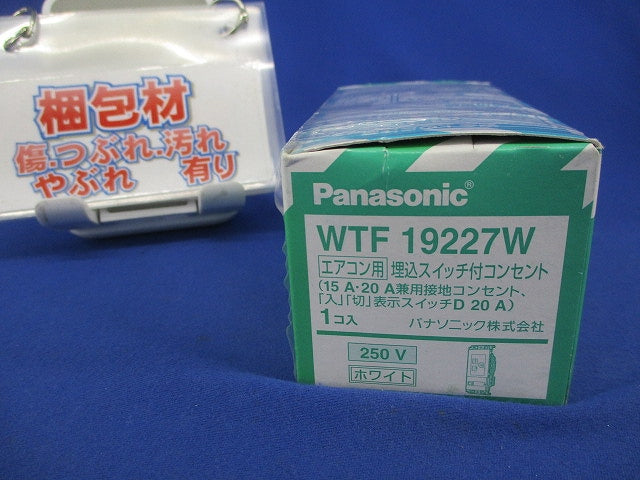 梱包材
傷.つぶれ.汚れ
やぶれ 有り
Panasonic®
WTF 19227W
エアコン用 埋込スイッチ付コンセント
(15 A・20 A兼用接地コンセント、
「入」「切」表示スイッチD 20 A)
1コ入 パナソニック株式会社
250 V
ホワイト